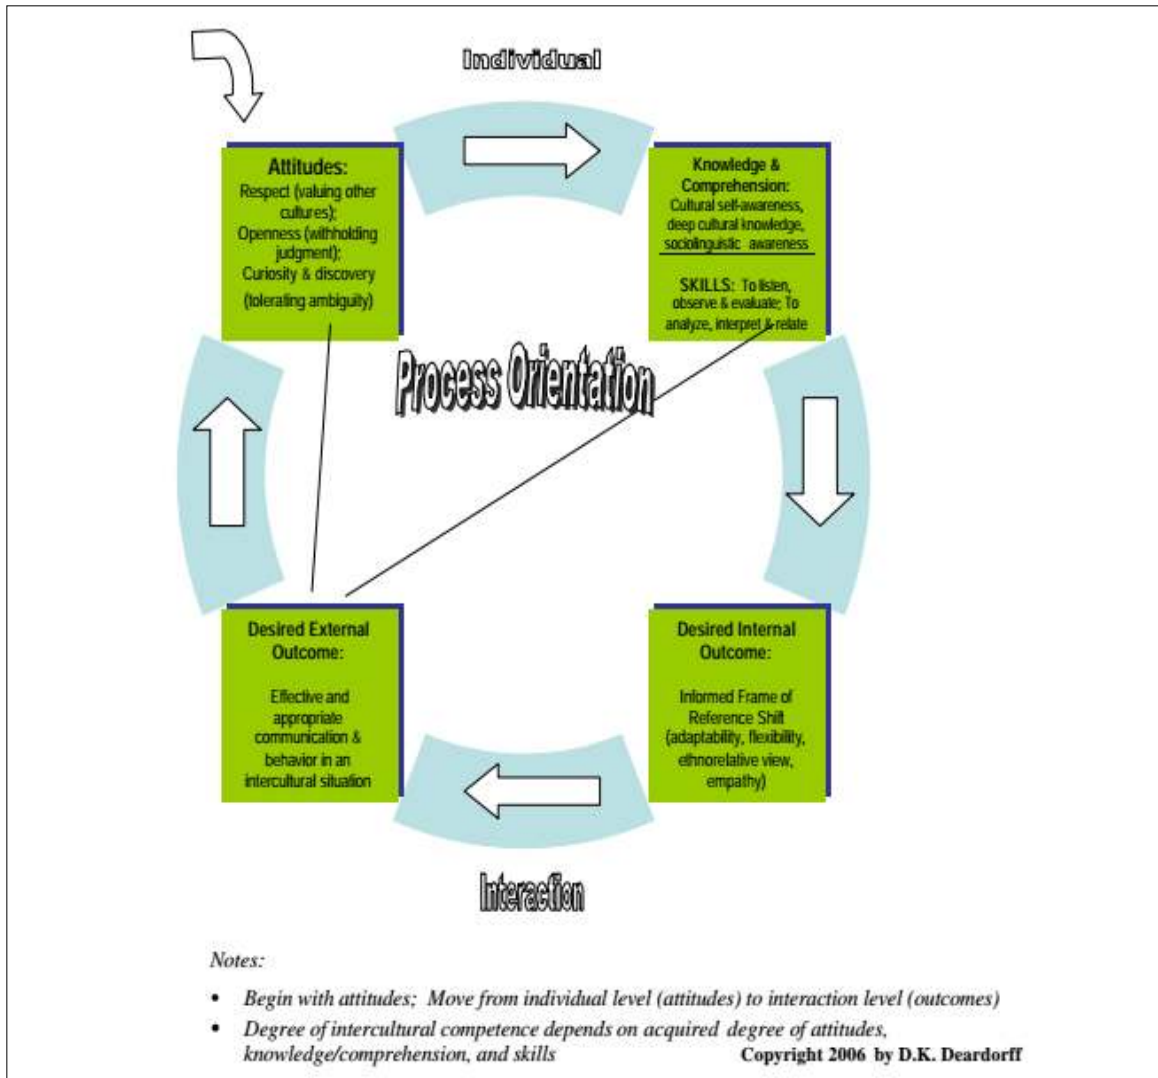 Individual
Attitudes:
Respect (valuing other
cultures);
Openness (withholding
judgment);
Curiosity & discovery
(tolerating ambiguity)
Knowledge &
Comprehension:
Cultural self-awareness,
deep cultural knowledge,
sociolinguistic awareness
SKILLS: To listen,
observe & evaluate; To
analyze, interpret & relate
Process Orientation
Desired External
Outcome:
Effective and
appropriate
communication &
behavior in an
intercultural situation
Desired Internal
Outcome:
Informed Frame of
Reference Shift
(adaptability, flexibility,
ethnorelative view,
empathy)
Interaction
Notes:
• Begin with attitudes; Move from individual level (attitudes) to interaction level (outcomes)
• Degree of intercultural competence depends on acquired degree of attitudes,
knowledge/comprehension, and skills
Copyright 2006 by D.K. Deardorff